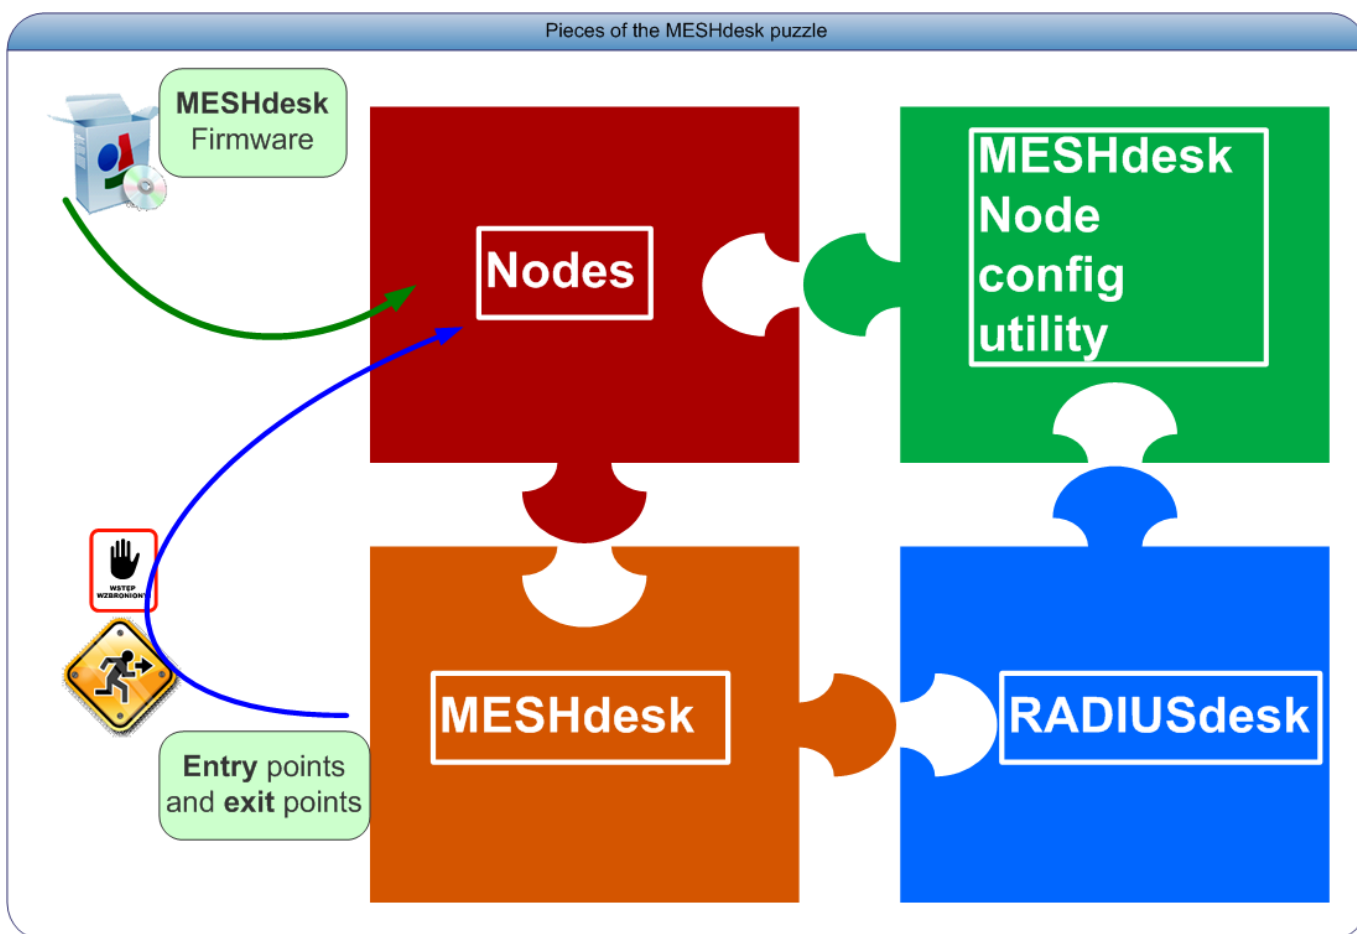 Pieces of the MESHdesk puzzle
MESHdesk
Firmware
Nodes
MESHdesk
Node
config
utility
WSTĘP
WZBRONIONY
MESHdesk
RADIUSdesk
Entry points
and exit points